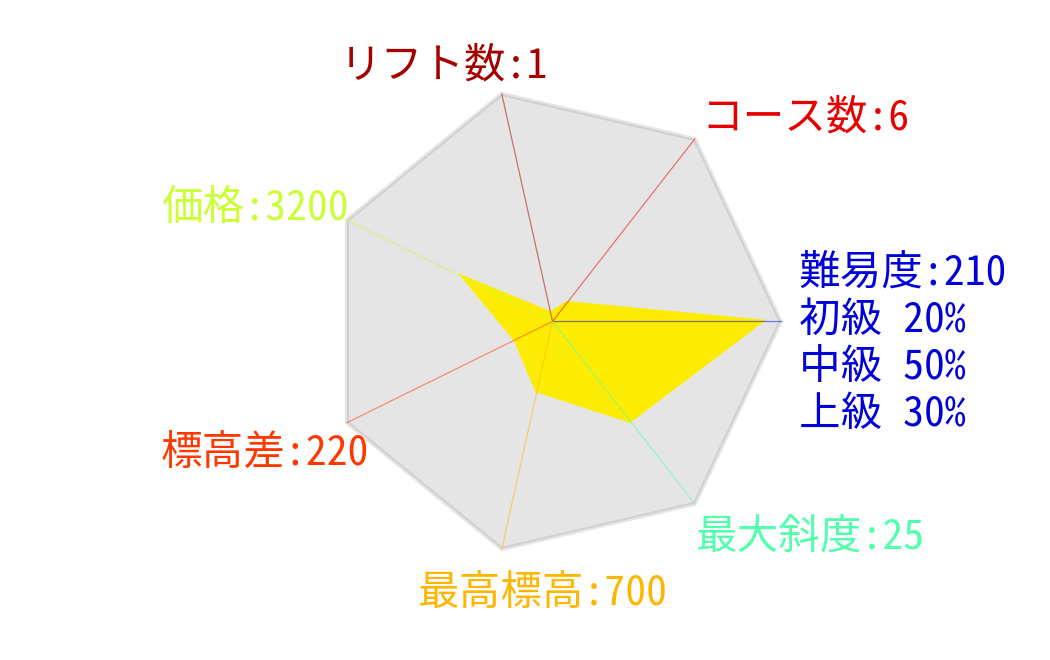 リフト数:1
コース数:6
価格:3200
難易度:210
初級 20%
中級 50%
上級 30%
標高差:220
最大斜度:25
最高標高:700